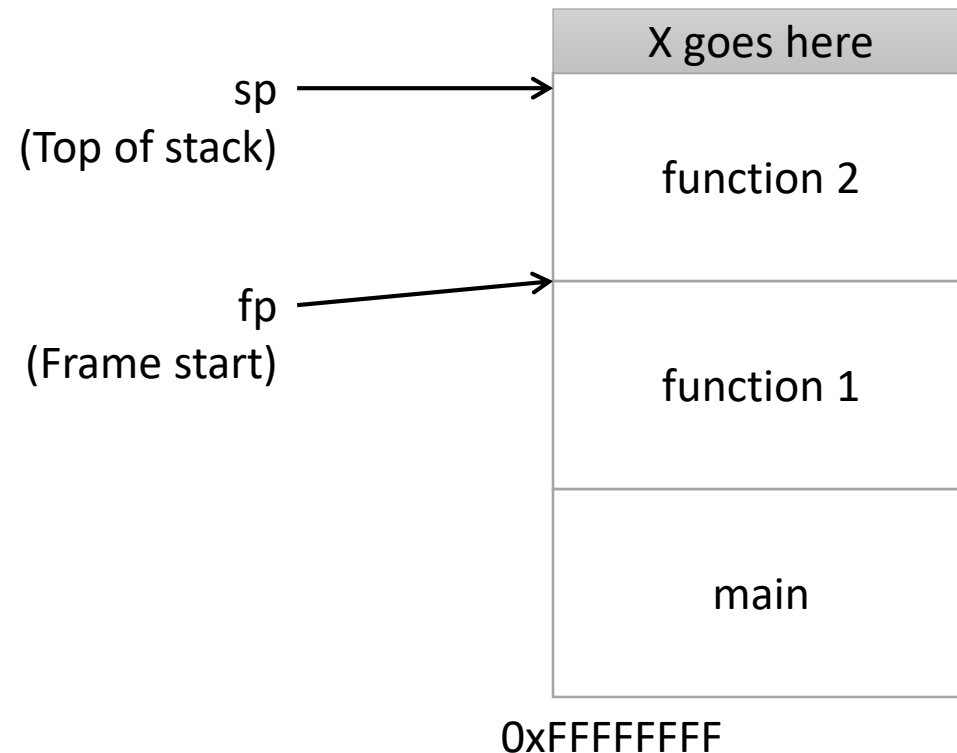 X goes here
sp
(Top of stack)
function 2
fp
(Frame start)
function 1
main
0xFFFFFFFF